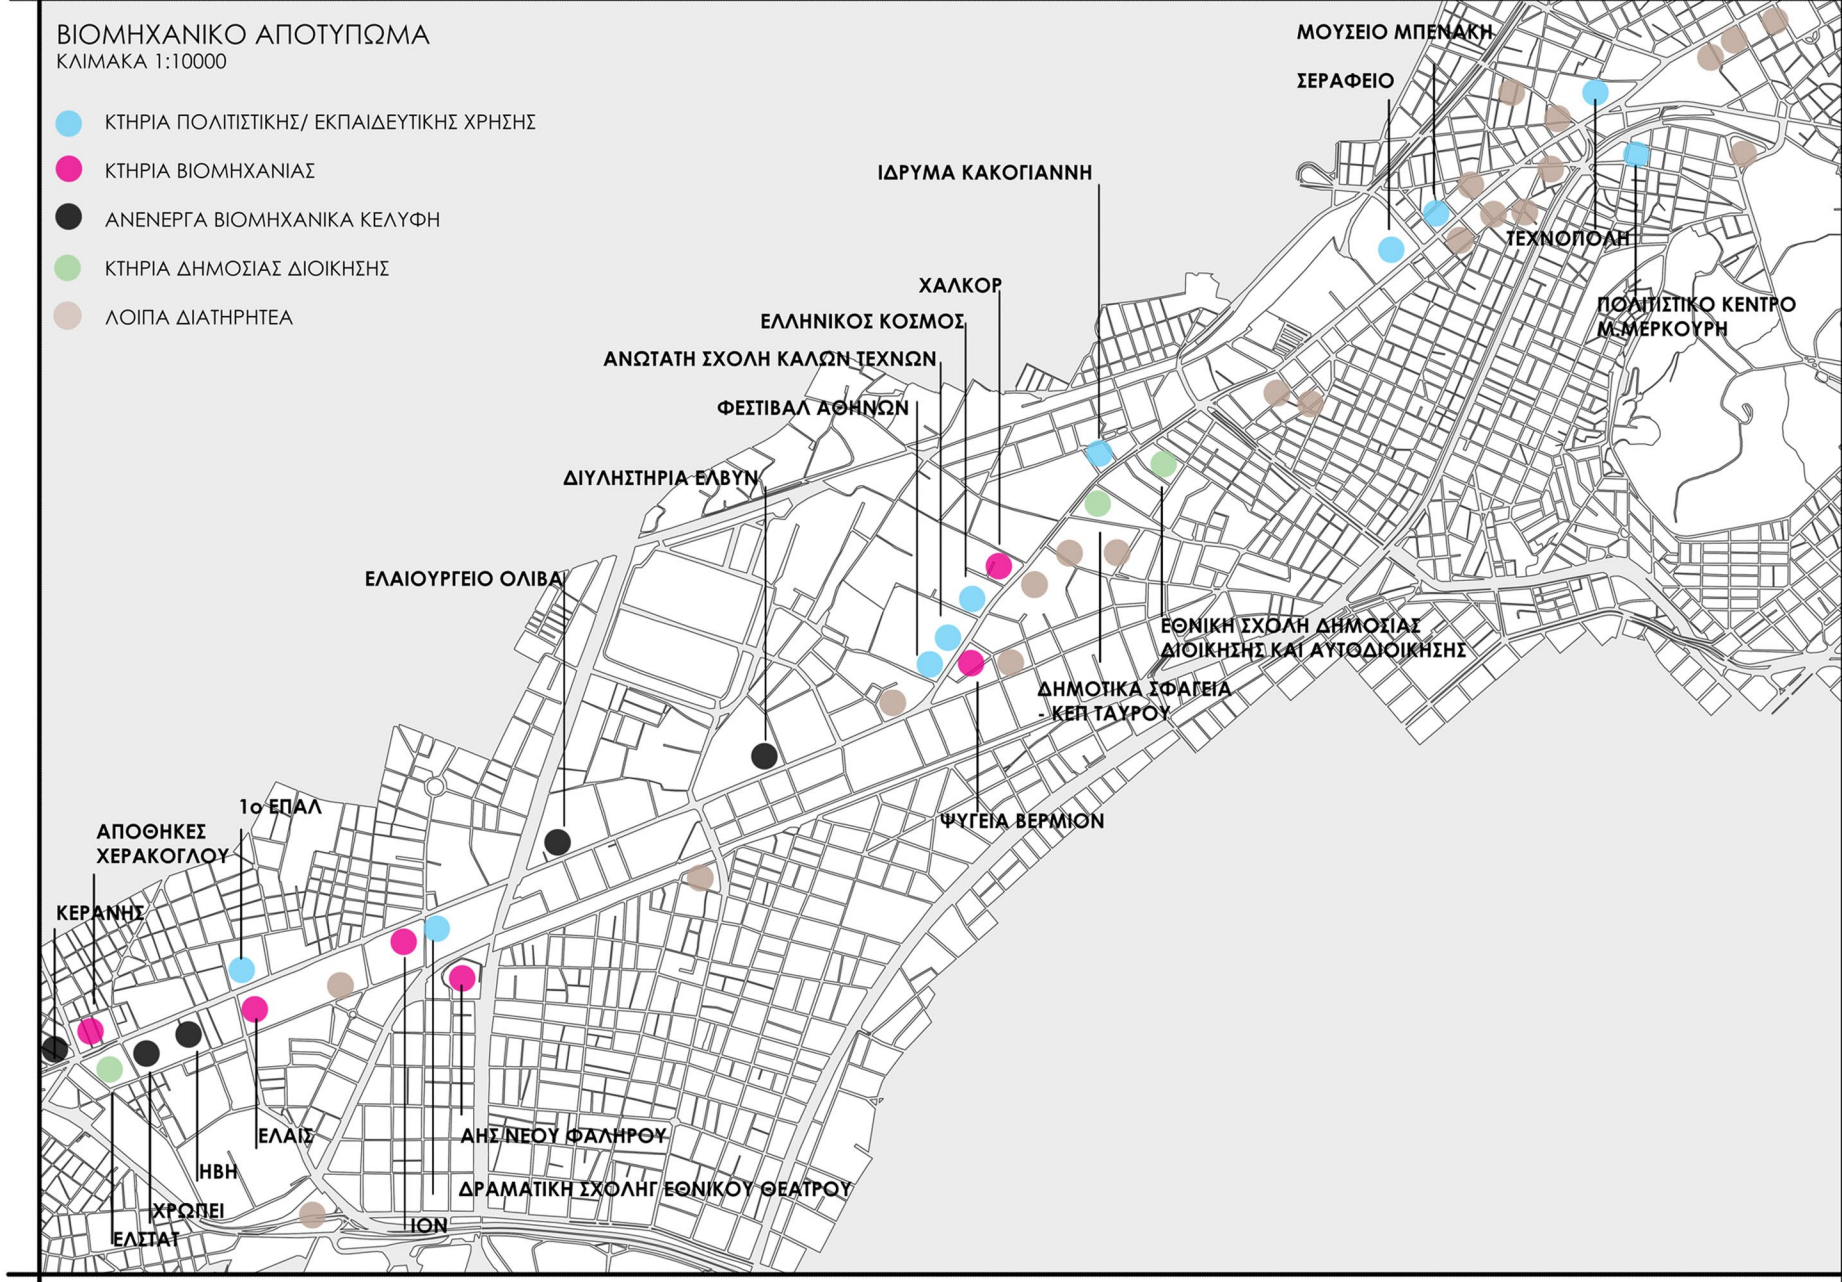 ΒΙΟΜΗΧΑΝΙΚΟ ΑΠΟΤΥΠΩΜΑ
ΚΛΙΜΑΚΑ 1:10000
ΚΤΗΡΙΑ ΠΟΛΙΤΙΣΤΙΚΗΣ/ ΕΚΠΑΙΔΕΥΤΙΚΗΣ ΧΡΗΣΗΣ
ΚΤΗΡΙΑ ΒΙΟΜΗΧΑΝΙΑΣ
ΑΝΕΝΕΡΓΑ ΒΙΟΜΗΧΑΝΙΚΑ ΚΕΛΥΦΗ
ΚΤΗΡΙΑ ΔΗΜΟΣΙΑΣ ΔΙΟΙΚΗΣΗΣ
ΛΟΙΠΑ ΔΙΑΤΗΡΗΤΕΑ
ΜΟΥΣΕΙΟ ΜΠΕΝΑΚΗ
ΣΕΡΑΦΕΙΟ
ΙΔΡΥΜΑ ΚΑΚΟΓΙΑΝΝΗ
ΤΕΧΝΟΠΟΛΗ
ΧΑΛΚΟΡ
ΠΟΛΙΤΙΣΤΙΚΟ ΚΕΝΤΡΟ
Μ.ΜΕΡΚΟΥΡΗ
ΕΛΛΗΝΙΚΟΣ ΚΟΣΜΟΣ
ΑΝΩΤΑΤΗ ΣΧΟΛΗ ΚΑΛΩΝ ΤΕΧΝΩΝ
ΦΕΣΤΙΒΑΛ ΑΘΗΝΩΝ
ΔΙΥΛΗΣΤΗΡΙΑ ΕΛΒΥΝ
ΕΛΑΙΟΥΡΓΕΙΟ ΟΛΙΒΑ
ΕΘΝΙΚΗ ΣΧΟΛΗ ΔΗΜΟΣΙΑΣ
ΔΙΟΙΚΗΣΗΣ ΚΑΙ ΑΥΤΟΔΙΟΙΚΗΣΗΣ
ΔΗΜΟΤΙΚΑ ΣΦΑΓΕΙΑ
- ΚΕΠ ΤΑΥΡΟΥ
ΨΥΓΕΙΑ ΒΕΡΜΙΟΝ
1ο ΕΠΑΛ
ΑΠΟΘΗΚΕΣ
ΧΕΡΑΚΟΓΛΟΥ
ΚΕΡΑΝΗΣ
ΕΛΑΙΣ
ΑΗΣ ΝΕΟΥ ΦΑΛΗΡΟΥ
ΗΒΗ
ΔΡΑΜΑΤΙΚΗ ΣΧΟΛΗΓ ΕΘΝΙΚΟΥ ΘΕΑΤΡΟΥ
ΧΡΩΠΕΙ
ΙΟΝ
ΕΛΣΤΑΤ